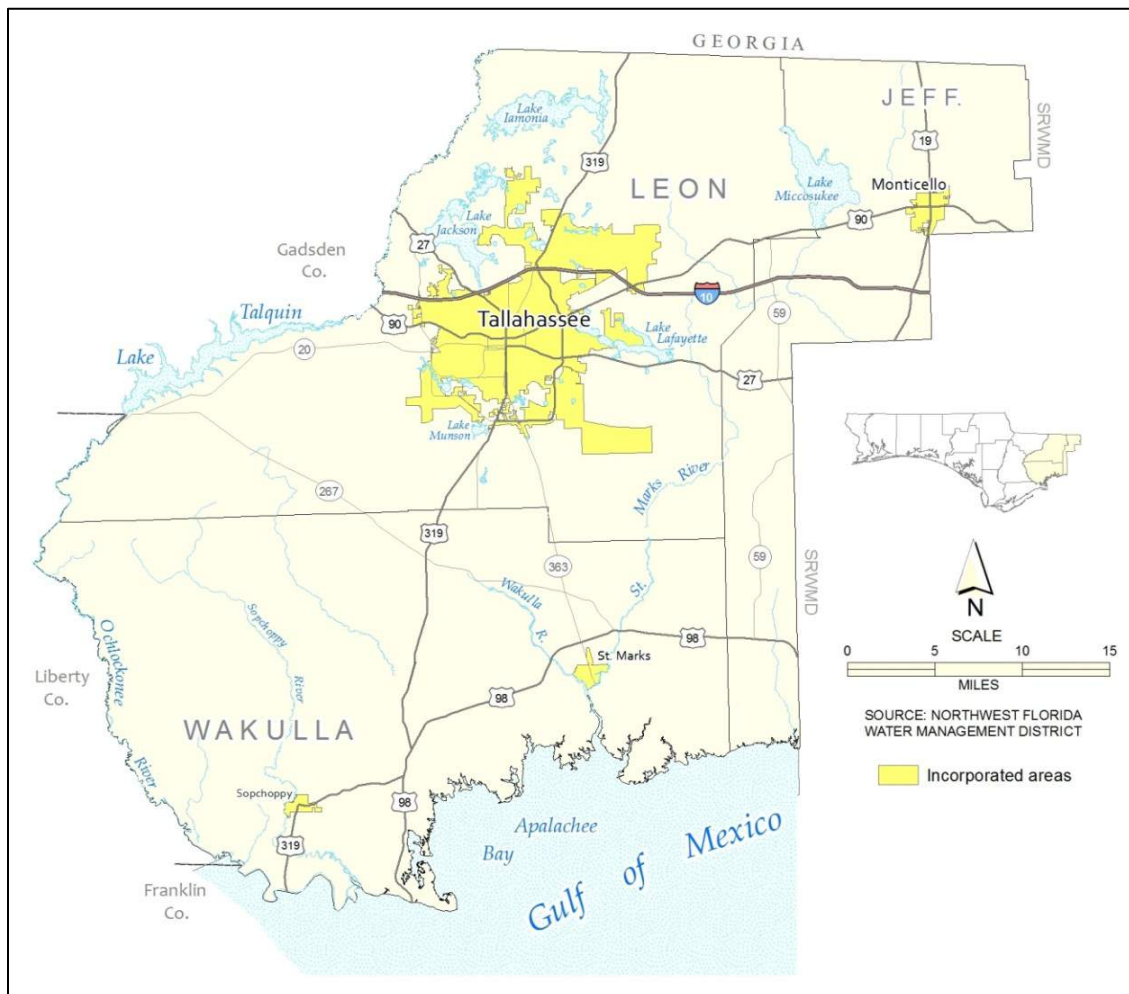 GEORGIA
JEFF.
SRWMD
Lake
Iamonia
19
319
LEON
Lake
Miccosukee
Monticello
90
Lake
Jackson
27
Gadsden
Co.
10
59
Talquin
90
Tallahassee
Lake
Lafayette
Lake
20
27
Lake
Munson
267
Marks River
319
363
59
SRWMD
Wakulla
R.
St.
Sopchoppy
River
Ochlockonee
River
98
St. Marks
Liberty
Co.
98
WAKULLA
Sopchoppy
98
319
Apalachee
Bay
Gulf of Mexico
Franklin
Co.
N
SCALE
0 5 10 15
MILES
SOURCE: NORTHWEST FLORIDA
WATER MANAGEMENT DISTRICT
Incorporated areas